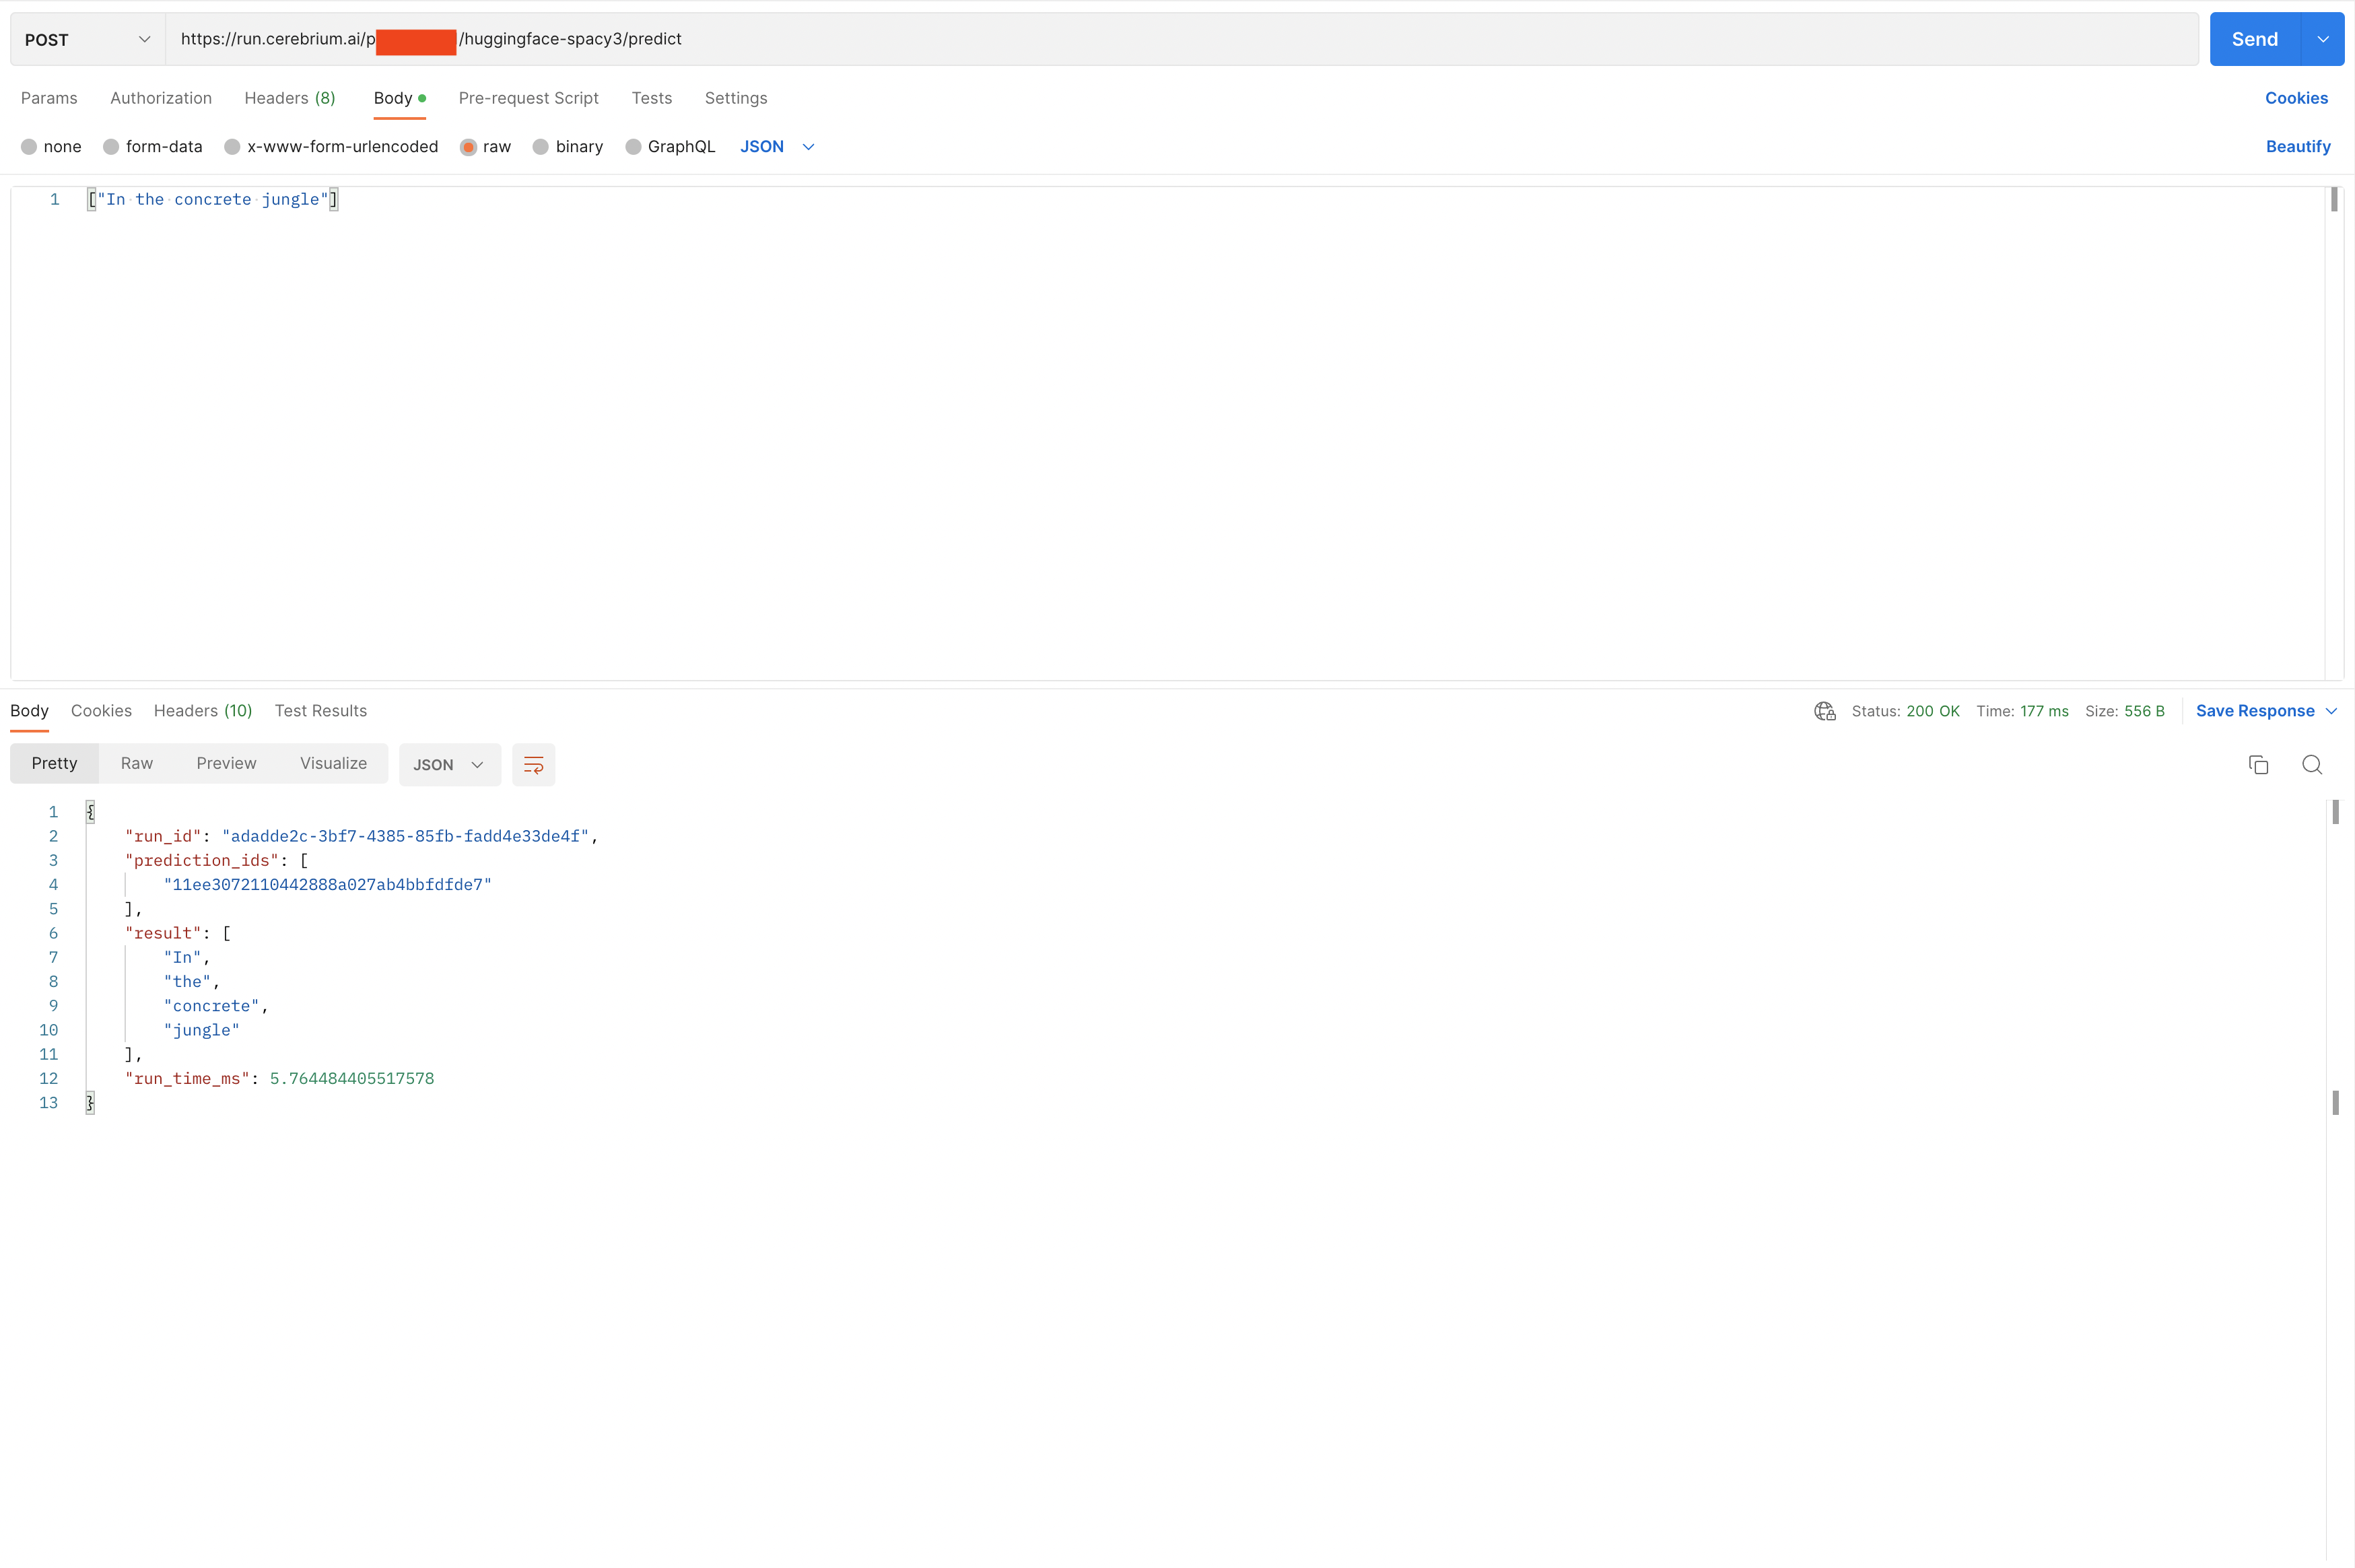 POST https://run.cerebrium.ai/p /huggingface-spacy3/predict Send
Params Authorization Headers (8) Body Pre-request Script Tests Settings Cookies
none form-data x-www-form-urlencoded raw binary GraphQL JSON Beautify
1 ["In the concrete jungle"]
Body Cookies Headers (10) Test Results Status: 200 OK Time: 177 ms Size: 556 B Save Response
Pretty Raw Preview Visualize JSON
1 {
2 "run_id": "adadde2c-3bf7-4385-85fb-fadd4e33de4f",
3 "prediction_ids": [
4 "11ee3072110442888a027ab4bbfdfde7"
5 ],
6 "result": [
7 "In",
8 "the",
9 "concrete",
10 "jungle"
11 ],
12 "run_time_ms": 5.764484405517578
13 }